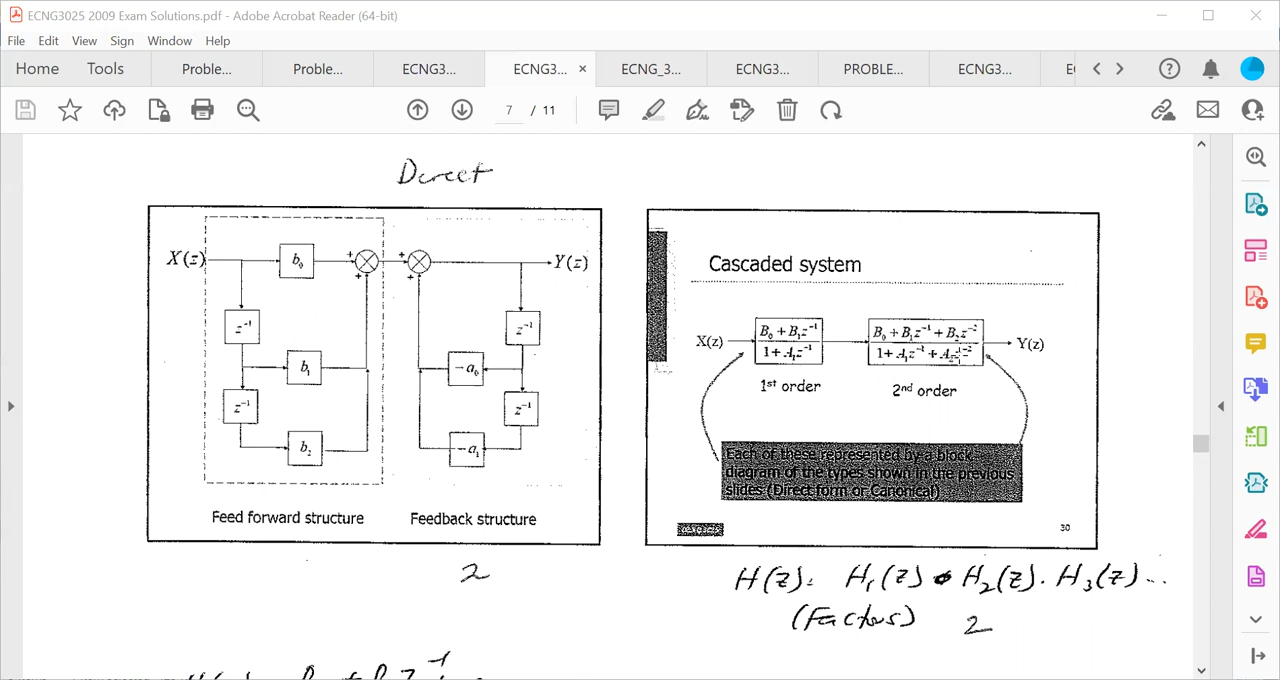 ECNG3025 2009 Exam Solutions.pdf - Adobe Acrobat Reader (64-bit)
File Edit View Sign Window Help
Home Tools Proble... Proble... ECNG3... ECNG3... × ECNG_3... ECNG3... PROBLE... ECNG3...
7 / 11
Direct
X(z) b₀ + + + + Y(z)
z⁻¹ z⁻¹
b₁ -a₀
z⁻¹ z⁻¹
b₂ -a₁
Feed forward structure Feedback structure
2
Cascaded system
X(z) B₀ + B₁z⁻¹ / 1 + A₁z⁻¹ B₀ + B₁z⁻¹ + B₂z⁻² / 1 + A₁z⁻¹ + A₂z⁻² Y(z)
1st order 2nd order
Each of these represented by a block
diagram of the types shown in the previous
slides (Direct form or Canonical)
30
H(z) = H₁(z) • H₂(z) . H₃(z) ...
(Factors) 2